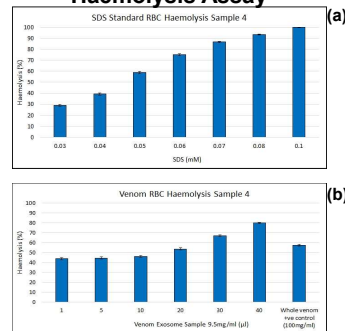 Haemolysis Assay
(a)
SDS Standard RBC Haemolysis Sample 4
Haemolysis (%)
100
90
80
70
60
50
40
30
20
10
0
0.03 0.04 0.05 0.06 0.07 0.08 0.1
SDS (mM)
(b)
Venom RBC Haemolysis Sample 4
Haemolysis (%)
100
90
80
70
60
50
40
30
20
10
0
1 5 10 20 30 40 Whole venom
+ve control
(100mg/ml)
Venom Exosome Sample 9.5mg/ml (µl)